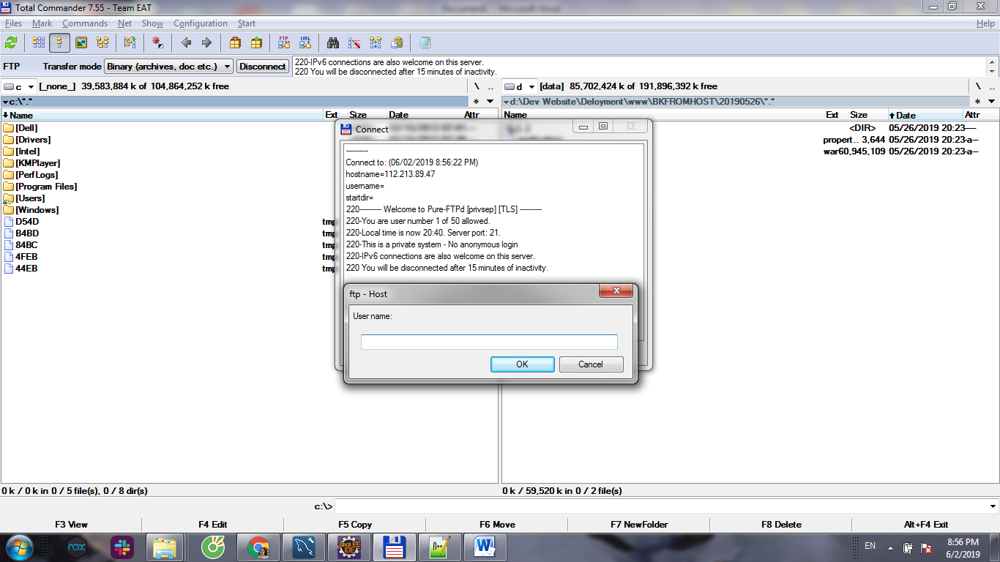 Total Commander 7.55 - Team EAT
Files Mark Commands Net Show Configuration Start Help
FTP
URL
FTP Transfer mode Binary (archives, doc etc.) Disconnect
220-IPv6 connections are also welcome on this server.
220 You will be disconnected after 15 minutes of inactivity.
c [_none_] 39,583,884 k of 104,864,252 k free \ ..
d [data] 85,702,424 k of 191,896,392 k free \ ..
c:\*.* *
d:\Dev Website\Deloyment\www\BKFROMHOST\20190526\*.* *
Name Ext Size Date Attr
Name Ext Size Date Attr
[Dell]
[Drivers]
[Intel]
[KMPlayer]
[PerfLogs]
[Program Files]
[Users]
[Windows]
D54D tmp
B4BD tmp
84BC tmp
4FEB tmp
44EB tmp
<DIR> 05/26/2019 20:23 ----
propert.. 3,644 05/26/2019 20:23 -a--
war 60,945,109 05/26/2019 20:23 -a--
Connect
----------
Connect to: (06/02/2019 8:56:22 PM)
hostname=112.213.89.47
username=
startdir=
220---------- Welcome to Pure-FTPd [privsep] [TLS] ----------
220-You are user number 1 of 50 allowed.
220-Local time is now 20:40. Server port: 21.
220-This is a private system - No anonymous login
220-IPv6 connections are also welcome on this server.
220 You will be disconnected after 15 minutes of inactivity.
ftp - Host
User name:
OK Cancel
0 k / 0 k in 0 / 5 file(s), 0 / 8 dir(s)
0 k / 59,520 k in 0 / 2 file(s)
c:\>
F3 View F4 Edit F5 Copy F6 Move F7 NewFolder F8 Delete Alt+F4 Exit
nox
Java EE
IDE
n++
W
EN
8:56 PM
6/2/2019